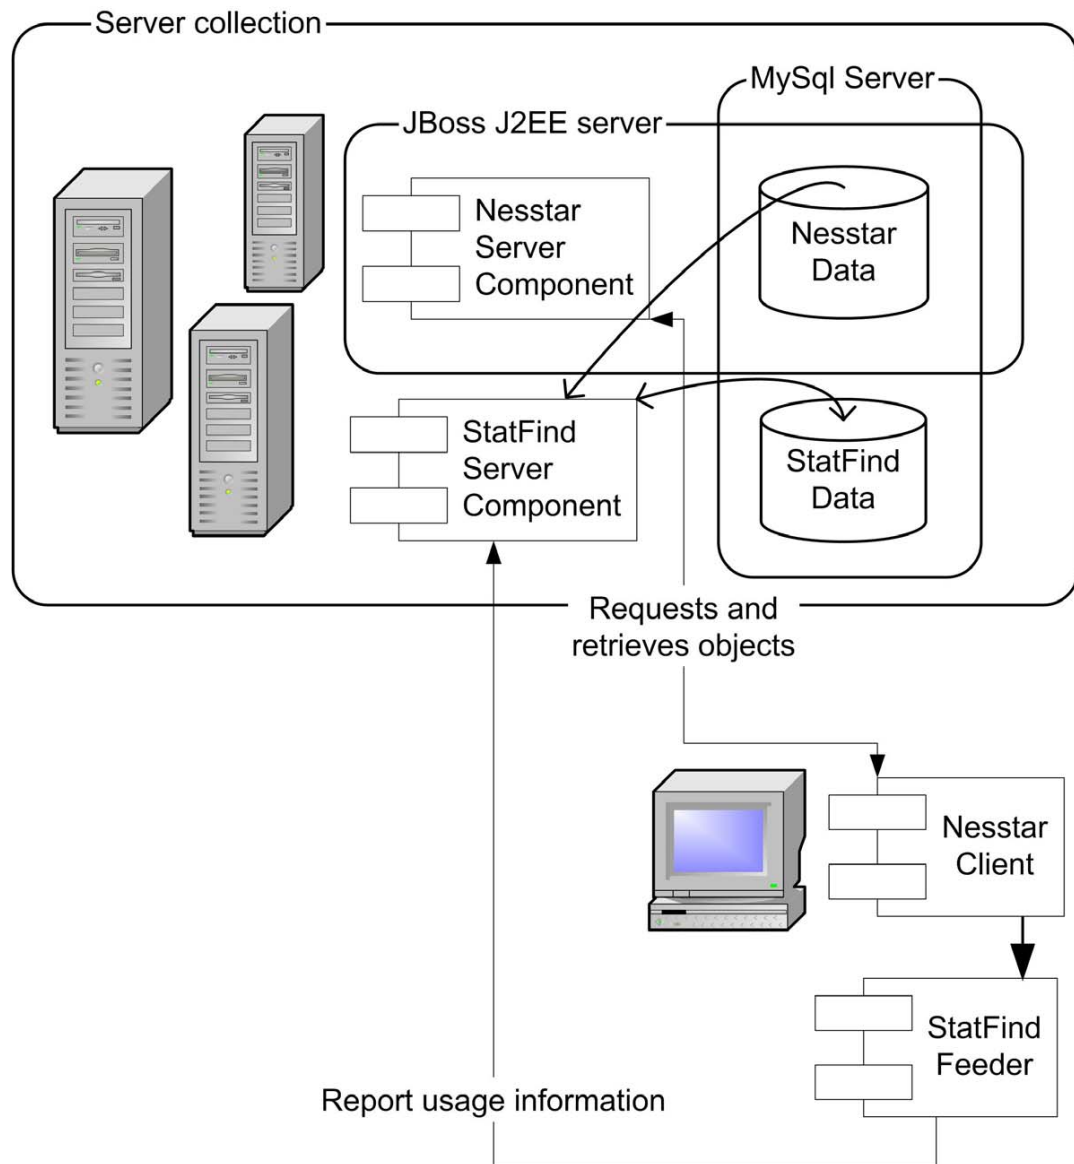 Server collection
MySql Server
JBoss J2EE server
Nesstar
Server
Component
Nesstar
Data
StatFind
Server
Component
StatFind
Data
Requests and
retrieves objects
Nesstar
Client
StatFind
Feeder
Report usage information